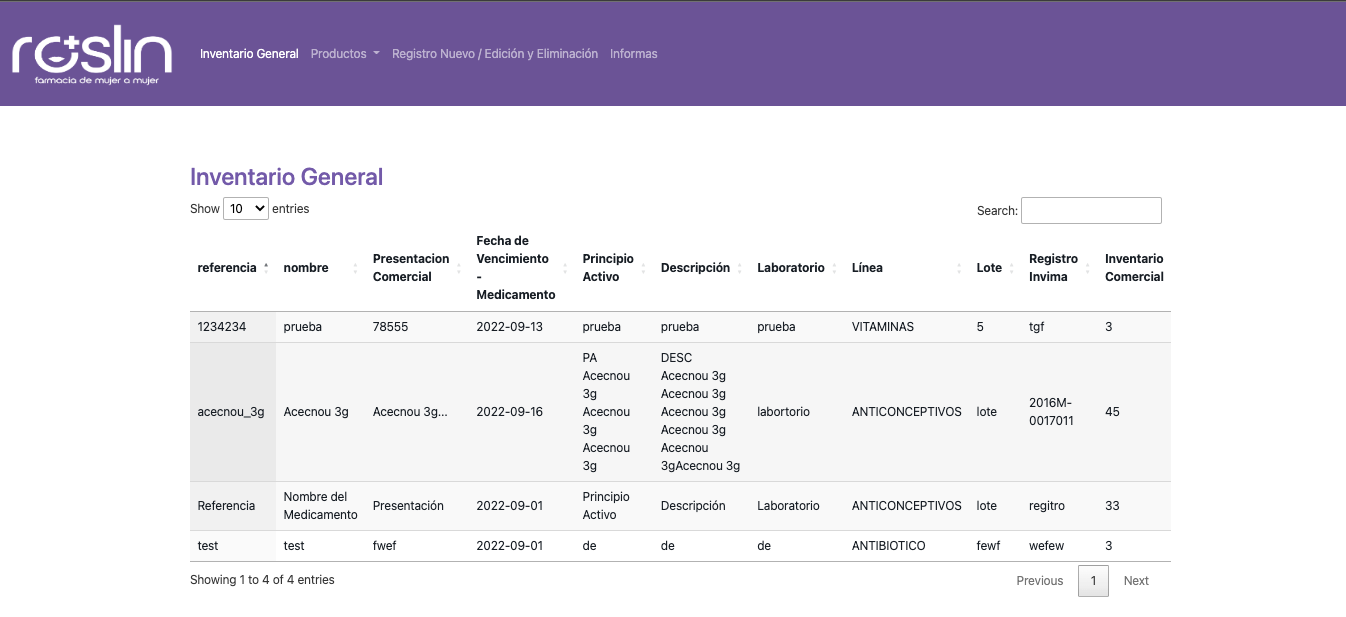 roslin
farmacia de mujer a mujer
Inventario General Productos Registro Nuevo / Edición y Eliminación Informas
Inventario General
Show 10 entries
Search:
referencia nombre Presentacion Comercial Fecha de Vencimiento - Medicamento Principio Activo Descripción Laboratorio Línea Lote Registro Invima Inventario Comercial
1234234 prueba 78555 2022-09-13 prueba prueba prueba VITAMINAS 5 tgf 3
acecnou_3g Acecnou 3g Acecnou 3g... 2022-09-16 PA Acecnou 3g Acecnou 3g Acecnou 3g DESC Acecnou 3g Acecnou 3g Acecnou 3g Acecnou 3g Acecnou 3gAcecnou 3g labortorio ANTICONCEPTIVOS lote 2016M-0017011 45
Referencia Nombre del Medicamento Presentación 2022-09-01 Principio Activo Descripción Laboratorio ANTICONCEPTIVOS lote regitro 33
test test fwef 2022-09-01 de de de ANTIBIOTICO fewf wefew 3
Showing 1 to 4 of 4 entries
Previous 1 Next